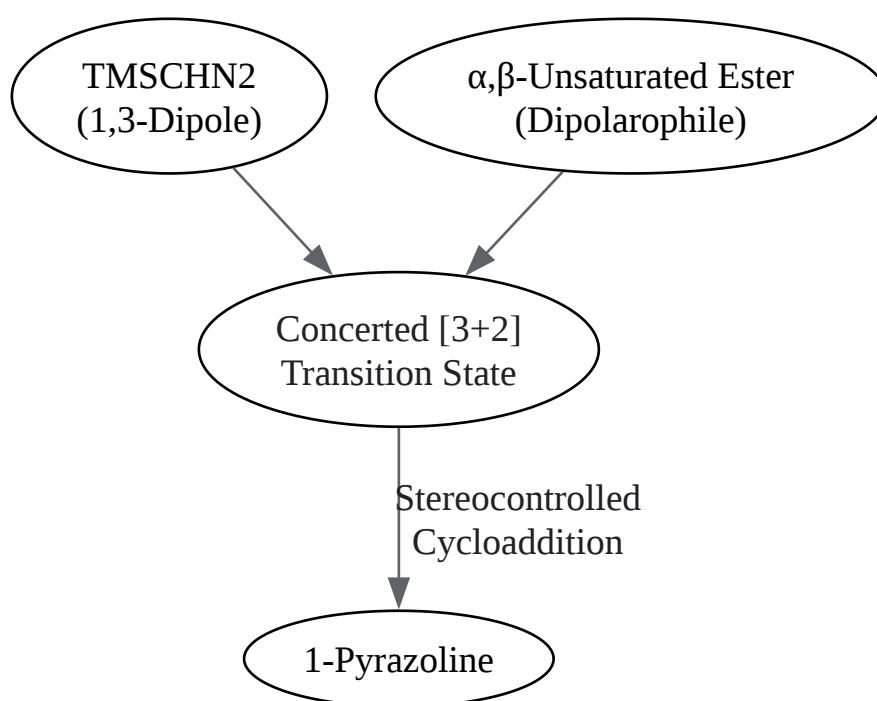 TMSCHN2
(1,3-Dipole)
α,β-Unsaturated Ester
(Dipolarophile)
Concerted [3+2]
Transition State
Stereocontrolled
Cycloaddition
1-Pyrazoline